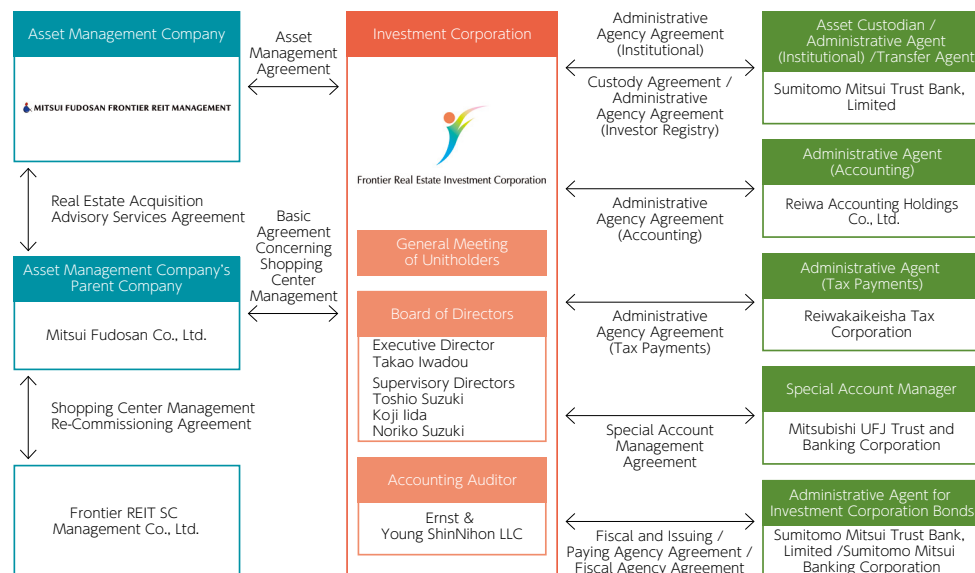 Asset Management Company
MITSUI FUDOSAN FRONTIER REIT MANAGEMENT
Real Estate Acquisition
Advisory Services Agreement
Asset Management Company's
Parent Company
Mitsui Fudosan Co., Ltd.
Shopping Center Management
Re-Commissioning Agreement
Frontier REIT SC
Management Co., Ltd.
Asset
Management
Agreement
Basic
Agreement
Concerning
Shopping
Center
Management
Investment Corporation
Frontier Real Estate Investment Corporation
General Meeting
of Unitholders
Board of Directors
Executive Director
Takao Iwadou
Supervisory Directors
Toshio Suzuki
Koji Iida
Noriko Suzuki
Accounting Auditor
Ernst &
Young ShinNihon LLC
Administrative
Agency Agreement
(Institutional)
Custody Agreement /
Administrative
Agency Agreement
(Investor Registry)
Administrative
Agency Agreement
(Accounting)
Administrative
Agency Agreement
(Tax Payments)
Special Account
Management
Agreement
Fiscal and Issuing /
Paying Agency Agreement /
Fiscal Agency Agreement
Asset Custodian /
Administrative Agent
(Institutional) /Transfer Agent
Sumitomo Mitsui Trust Bank,
Limited
Administrative Agent
(Accounting)
Reiwa Accounting Holdings
Co., Ltd.
Administrative Agent
(Tax Payments)
Reiwakaikeisha Tax
Corporation
Special Account Manager
Mitsubishi UFJ Trust and
Banking Corporation
Administrative Agent for
Investment Corporation Bonds
Sumitomo Mitsui Trust Bank,
Limited /Sumitomo Mitsui
Banking Corporation